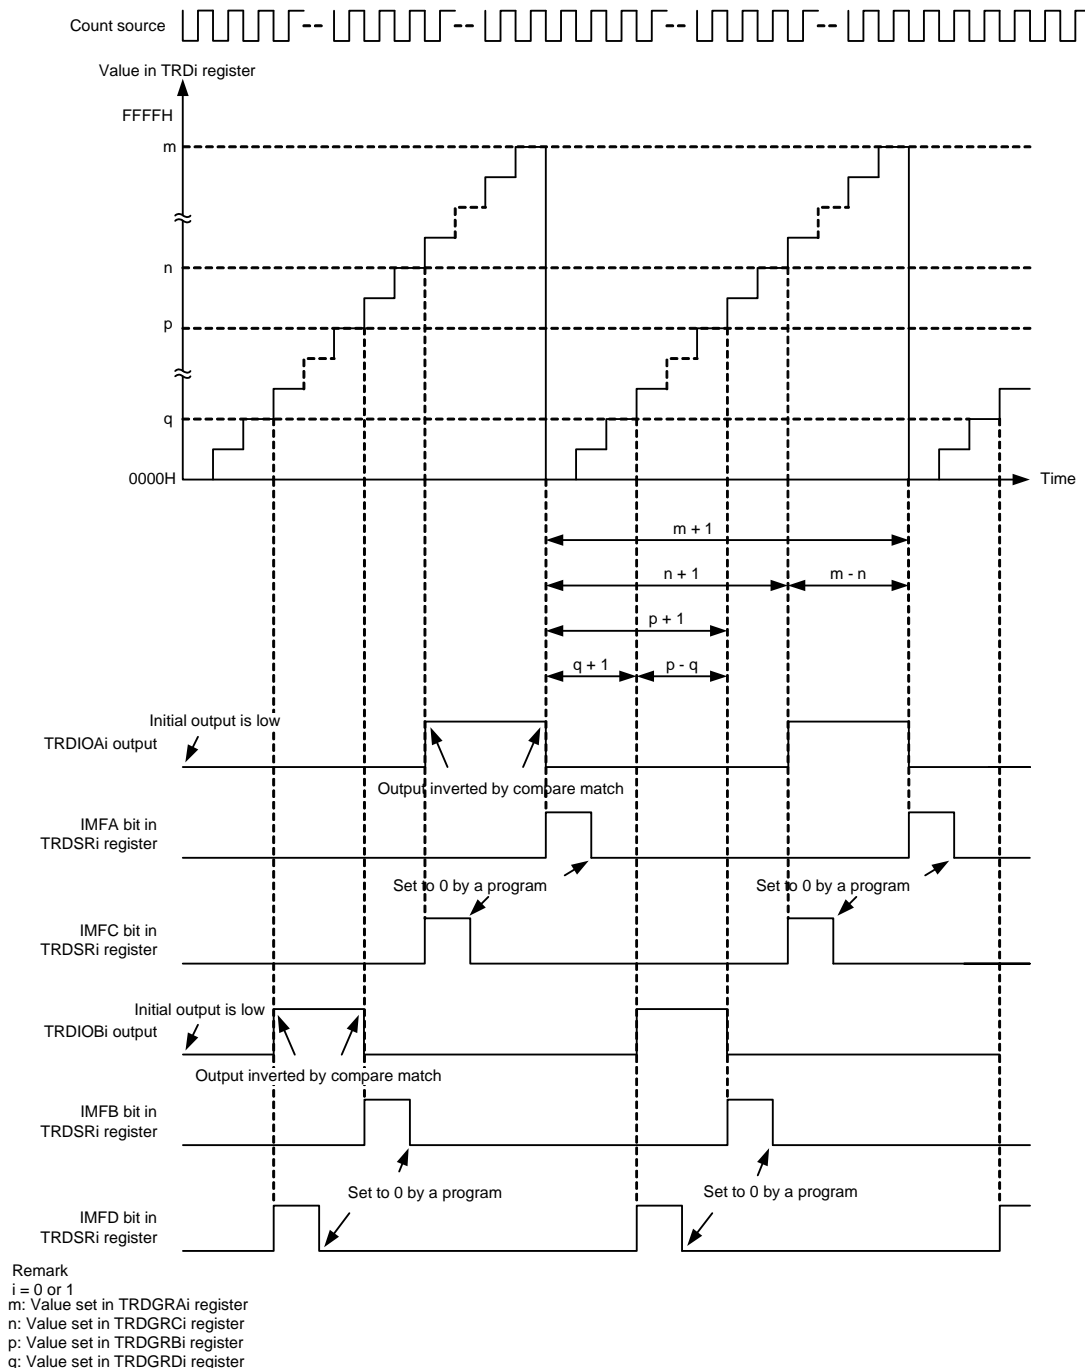 Count source
Value in TRDi register
FFFFH
m
n
p
q
0000H
Time
m + 1
n + 1
m - n
p + 1
q + 1
p - q
Initial output is low
TRDIOAi output
Output inverted by compare match
IMFA bit in
TRDSRi register
Set to 0 by a program
Set to 0 by a program
IMFC bit in
TRDSRi register
Initial output is low
TRDIOBi output
Output inverted by compare match
IMFB bit in
TRDSRi register
Set to 0 by a program
Set to 0 by a program
IMFD bit in
TRDSRi register
Remark
i = 0 or 1
m: Value set in TRDGRAi register
n: Value set in TRDGRCi register
p: Value set in TRDGRBi register
q: Value set in TRDGRDi register